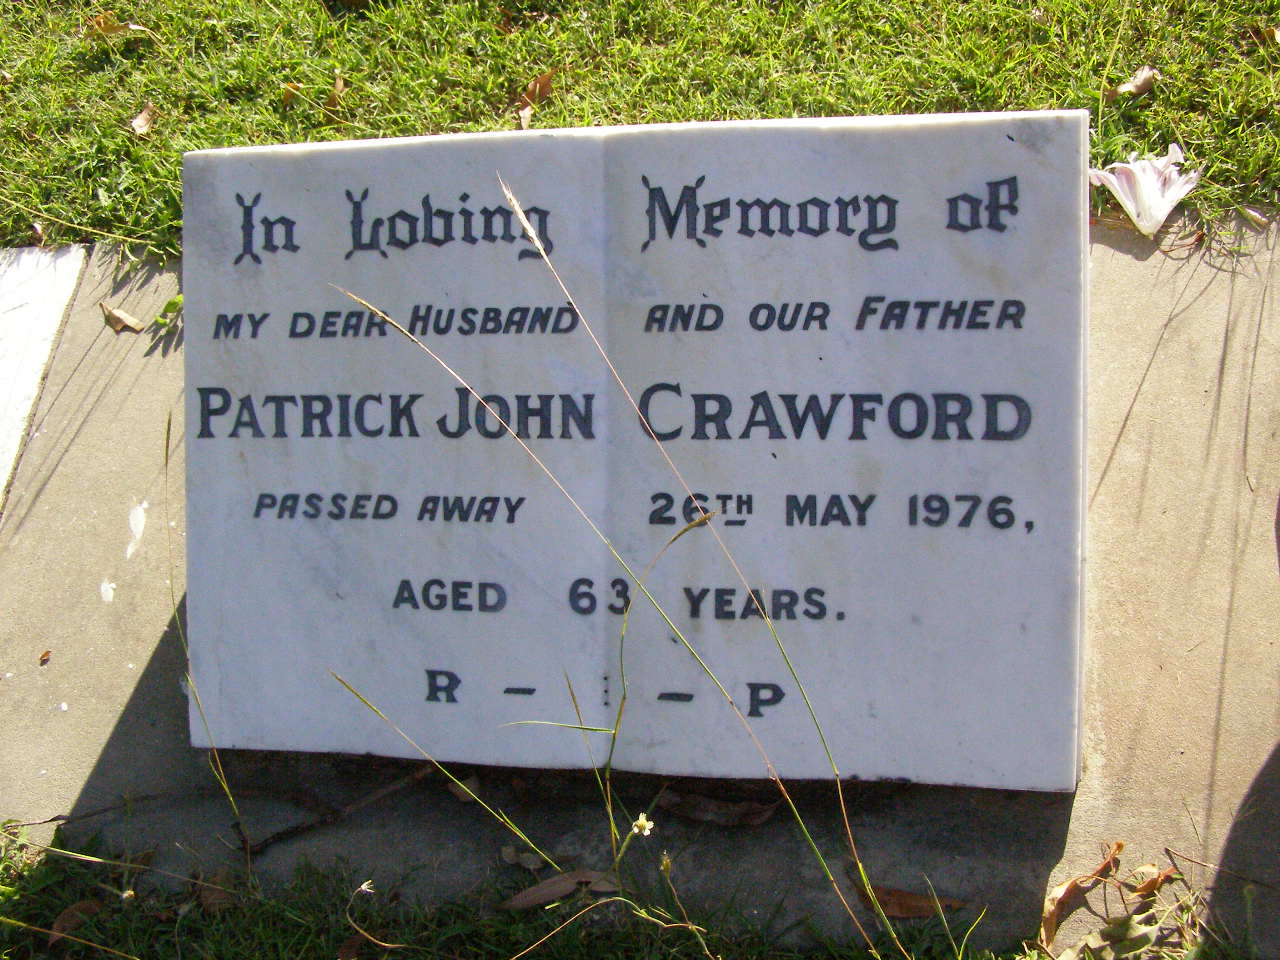 In Loving Memory of
MY DEAR HUSBAND AND OUR FATHER
PATRICK JOHN CRAWFORD
PASSED AWAY 26TH MAY 1976,
AGED 63 YEARS.
R - I - P